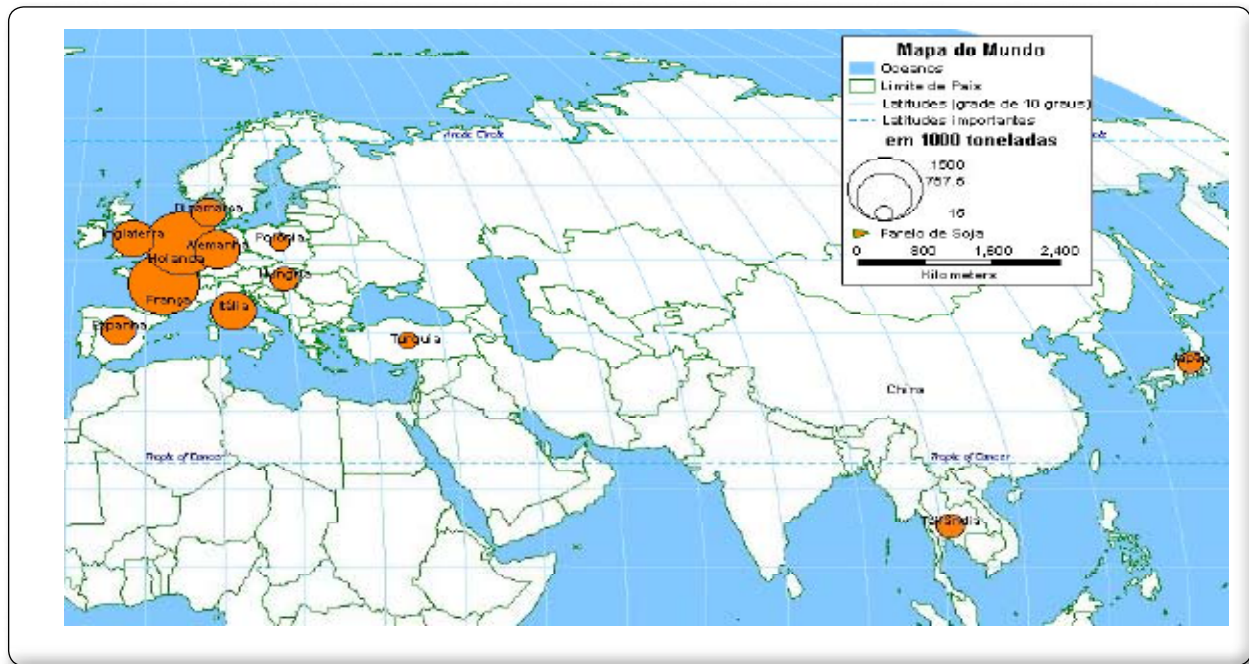 Mapa do Mundo
Oceanos
Limite de País
Latitudes (grade de 10 graus)
Latitudes importantes
em 1000 toneladas
1500
757.5
15
Farelo de Soja
0 800 1,600 2,400
Kilometers
Arctic Circle
Dinamarca
Inglaterra
Alemanha
Polônia
Holanda
Hungria
França
Itália
Espanha
Turquia
Japão
China
Tropic of Cancer
Tropic of Cancer
Tailândia